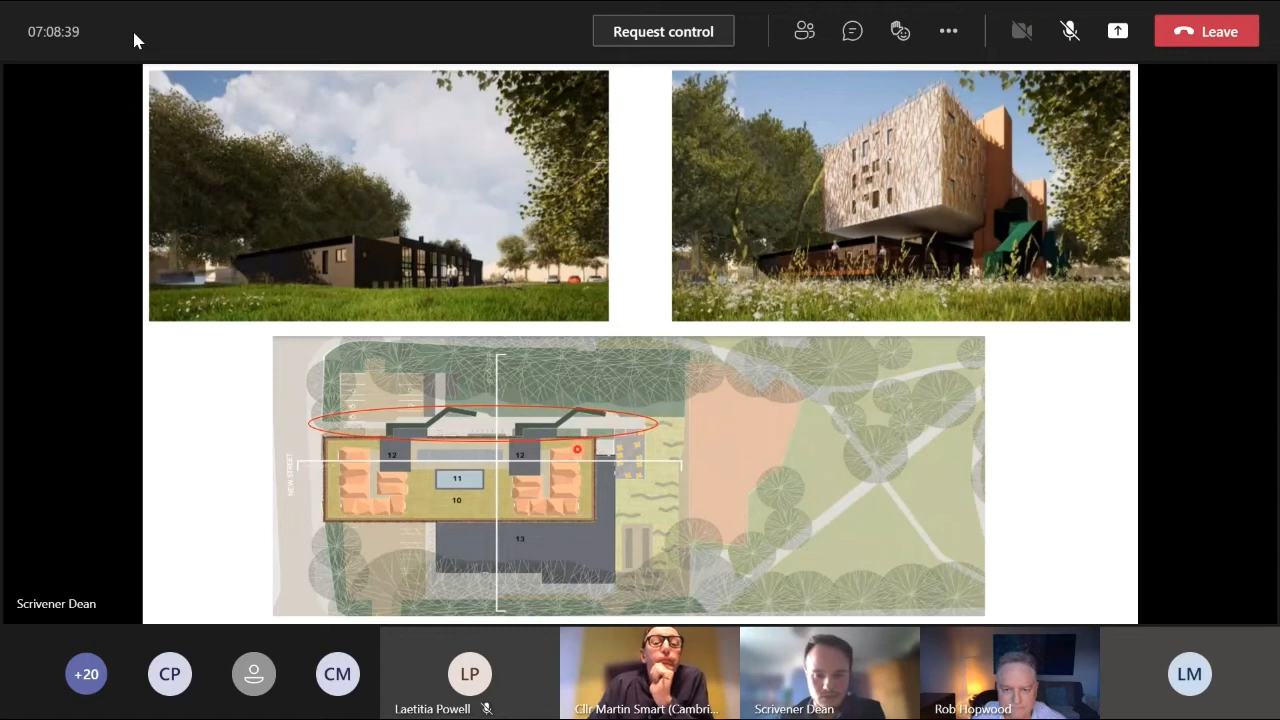 07:08:39
Request control
Leave
NEW STREET
12
12
11
10
13
Scrivener Dean
+20
CP
CM
LP
LM
Laetitia Powell
Cllr Martin Smart (Cambri...
Scrivener Dean
Rob Hopwood